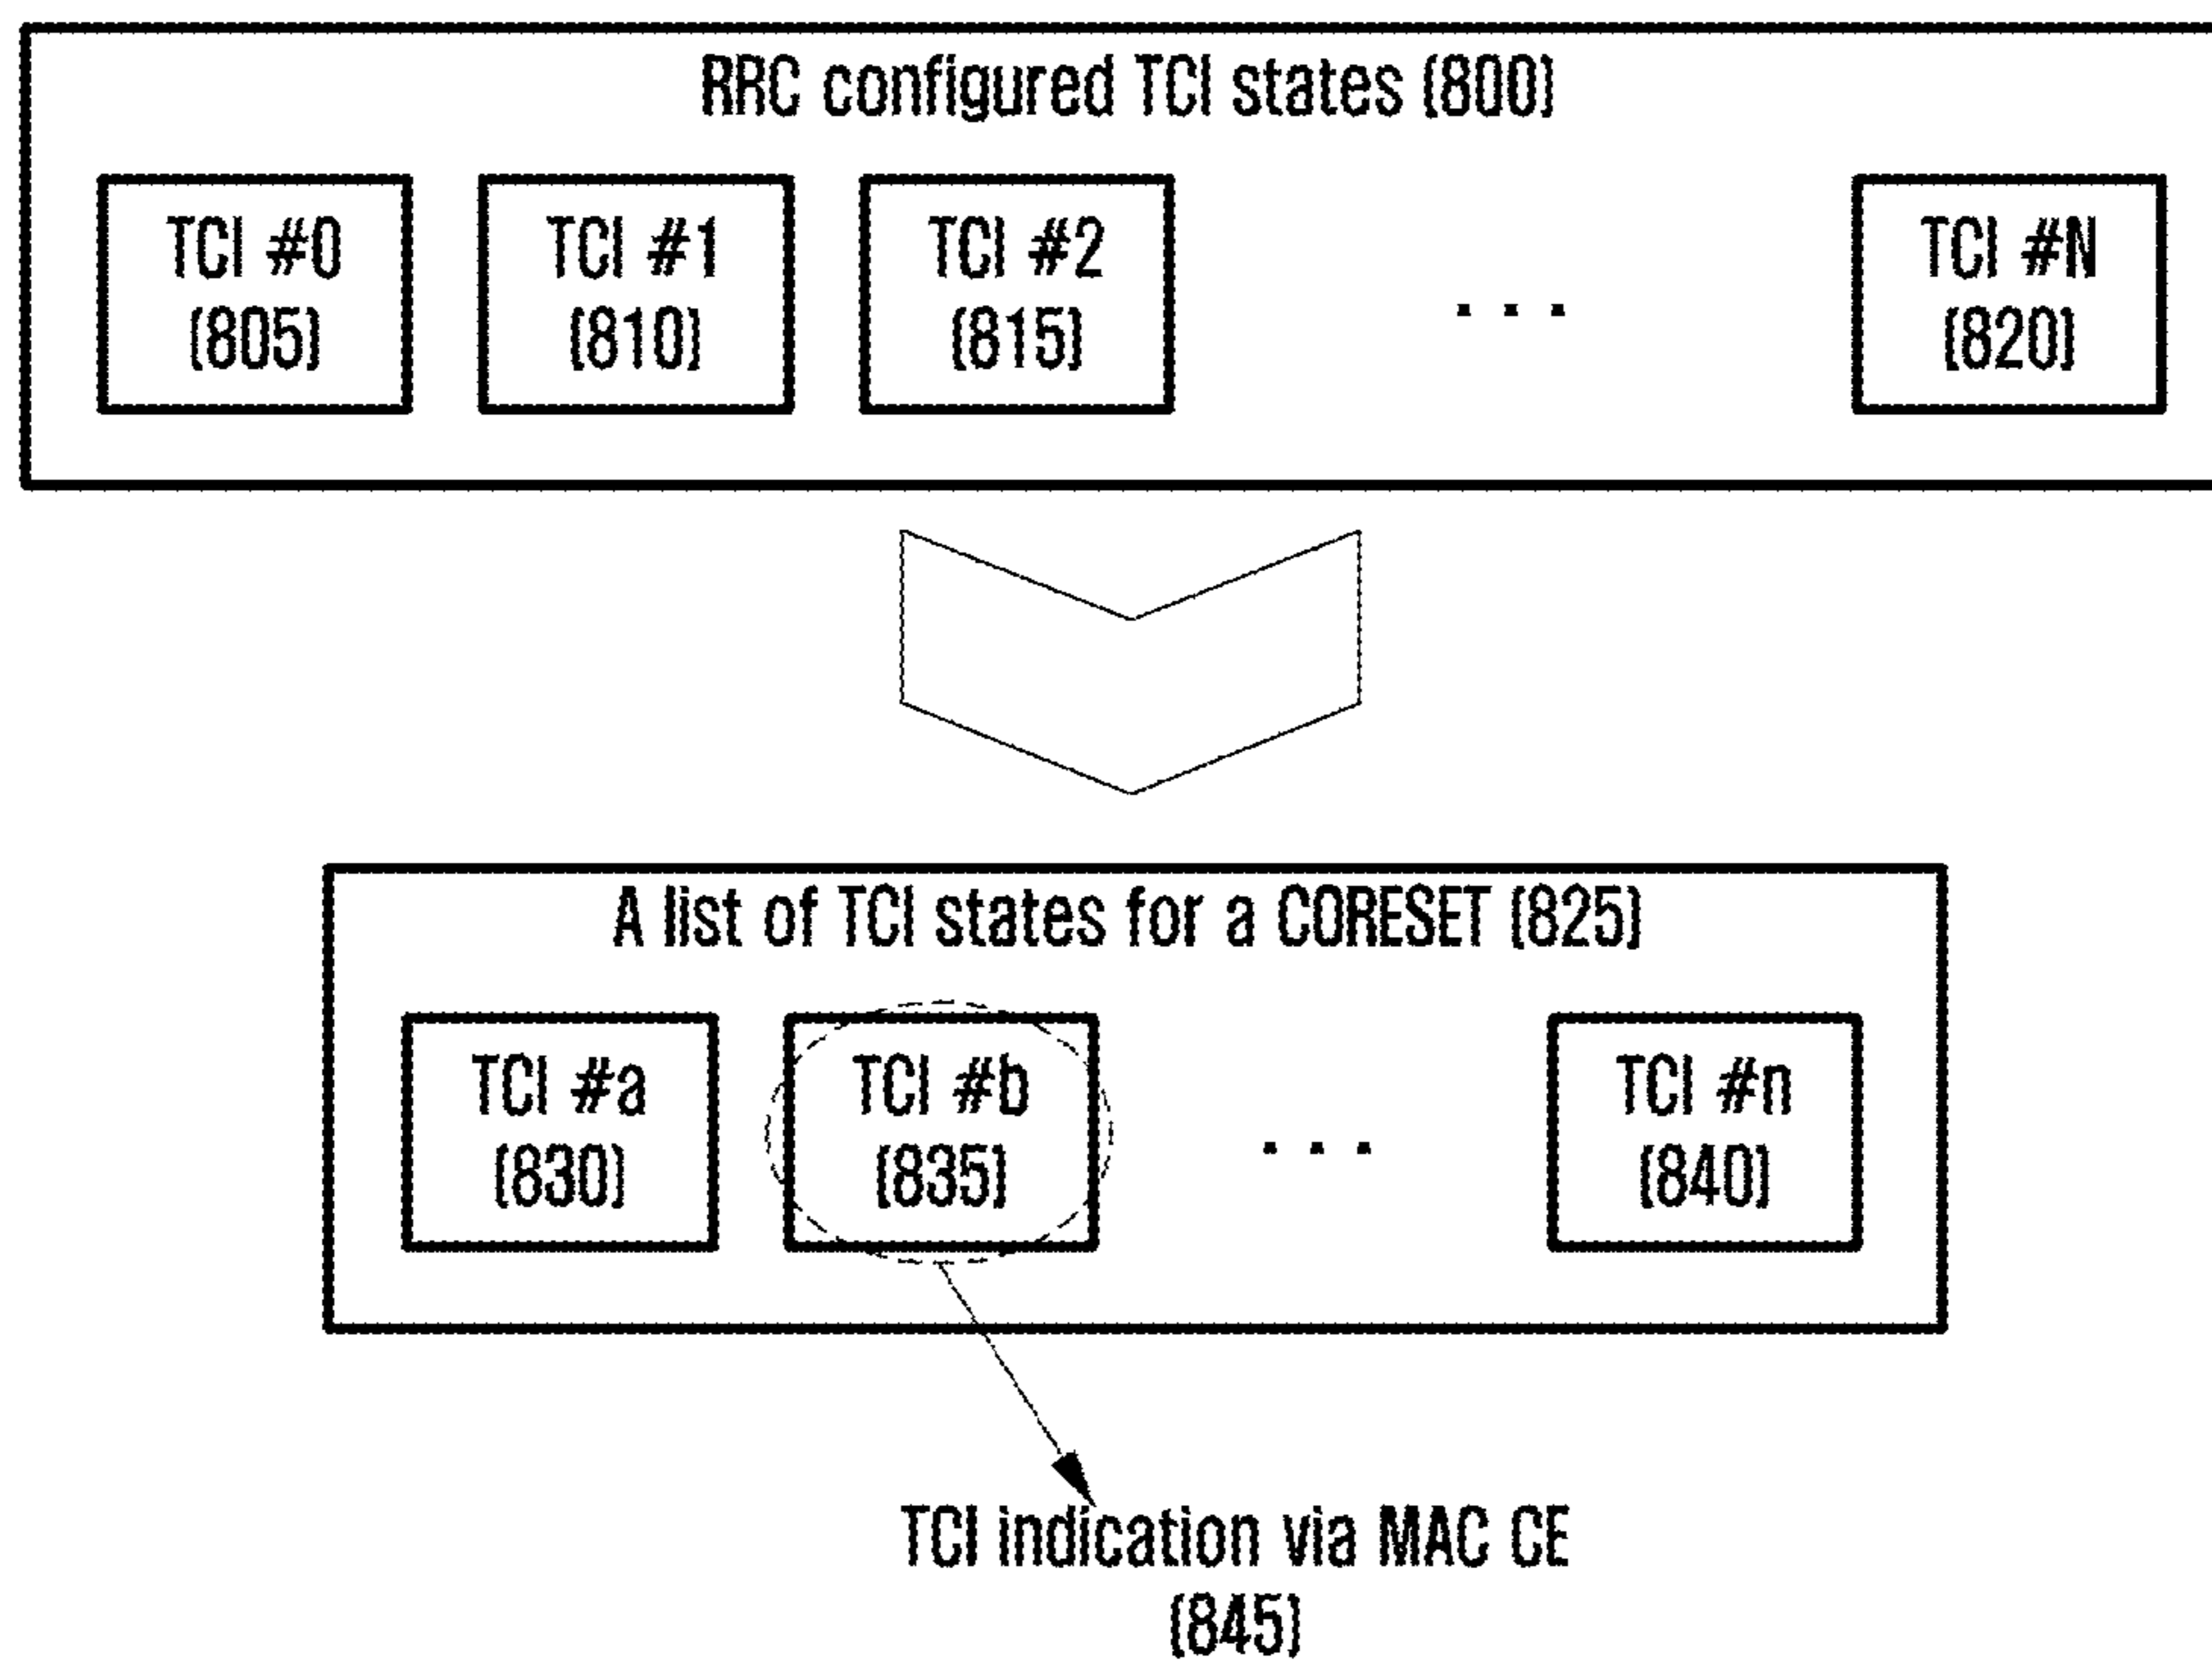 RRC configured TCI states (800)
TCI #0
(805)
TCI #1
(810)
TCI #2
(815)
...
TCI #N
(820)
A list of TCI states for a CORESET (825)
TCI #a
(830)
TCI #b
(835)
...
TCI #n
(840)
TCI indication via MAC CE
(845)